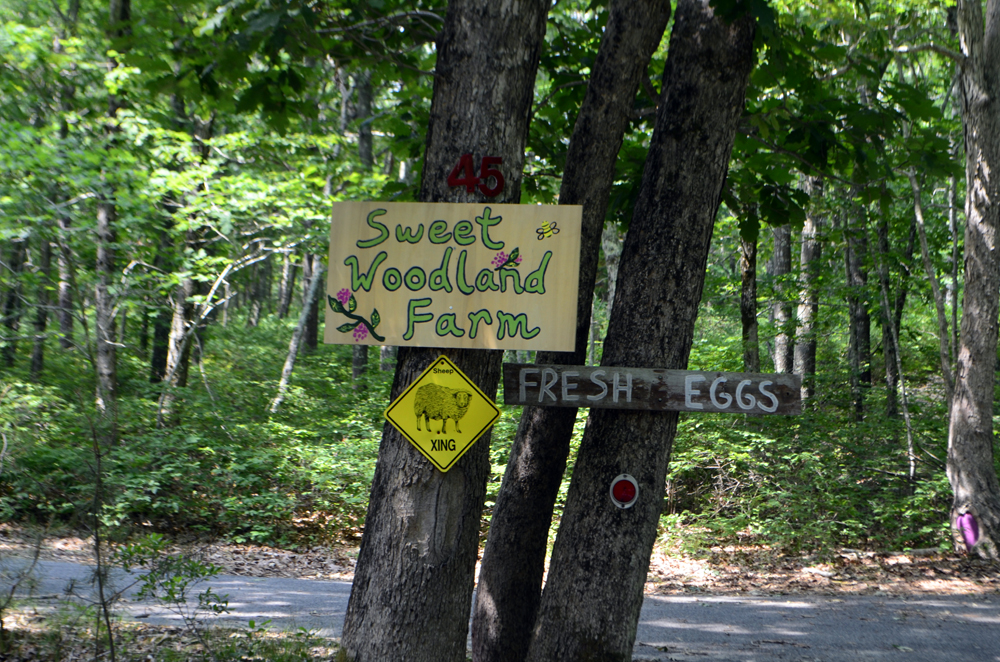 45
Sweet
Woodland
Farm
Sheep
XING
FRESH EGGS